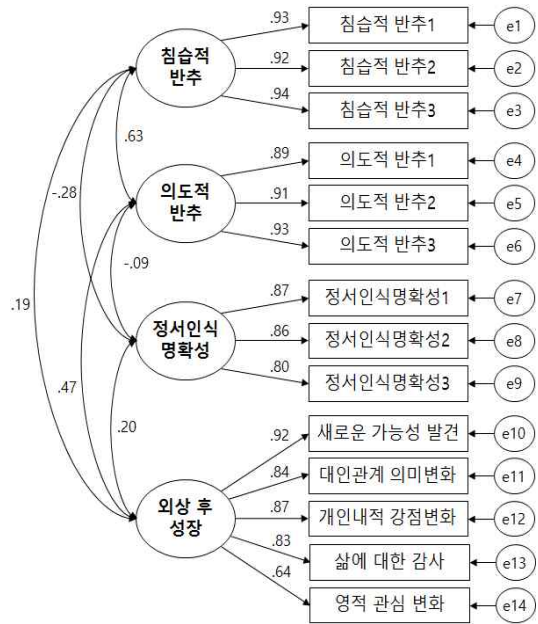 .93
침습적 반추1
e1
침습적
반추
.92
침습적 반추2
e2
.94
침습적 반추3
e3
.63
.89
의도적 반추1
e4
-.28
의도적
반추
.91
의도적 반추2
e5
.93
의도적 반추3
e6
-.09
.87
정서인식명확성1
e7
.19
정서인식
명확성
.86
정서인식명확성2
e8
.80
정서인식명확성3
e9
.47
.20
.92
새로운 가능성 발견
e10
.84
대인관계 의미변화
e11
외상 후
성장
.87
개인내적 강점변화
e12
.83
삶에 대한 감사
e13
.64
영적 관심 변화
e14